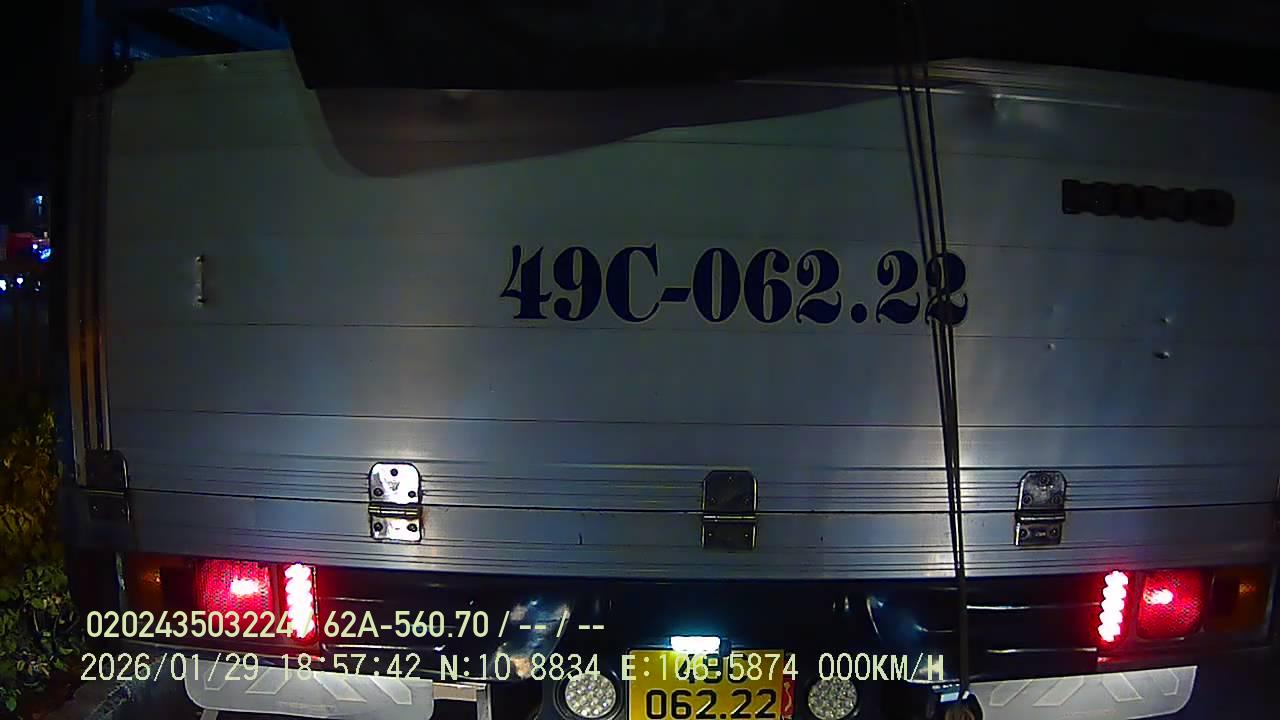 HINO
49C-062.22
020243503224/ 62A-560.70 / -- / --
2026/01/29 18:57:42 N:10.8834 E:106.5874 000KM/H
062.22